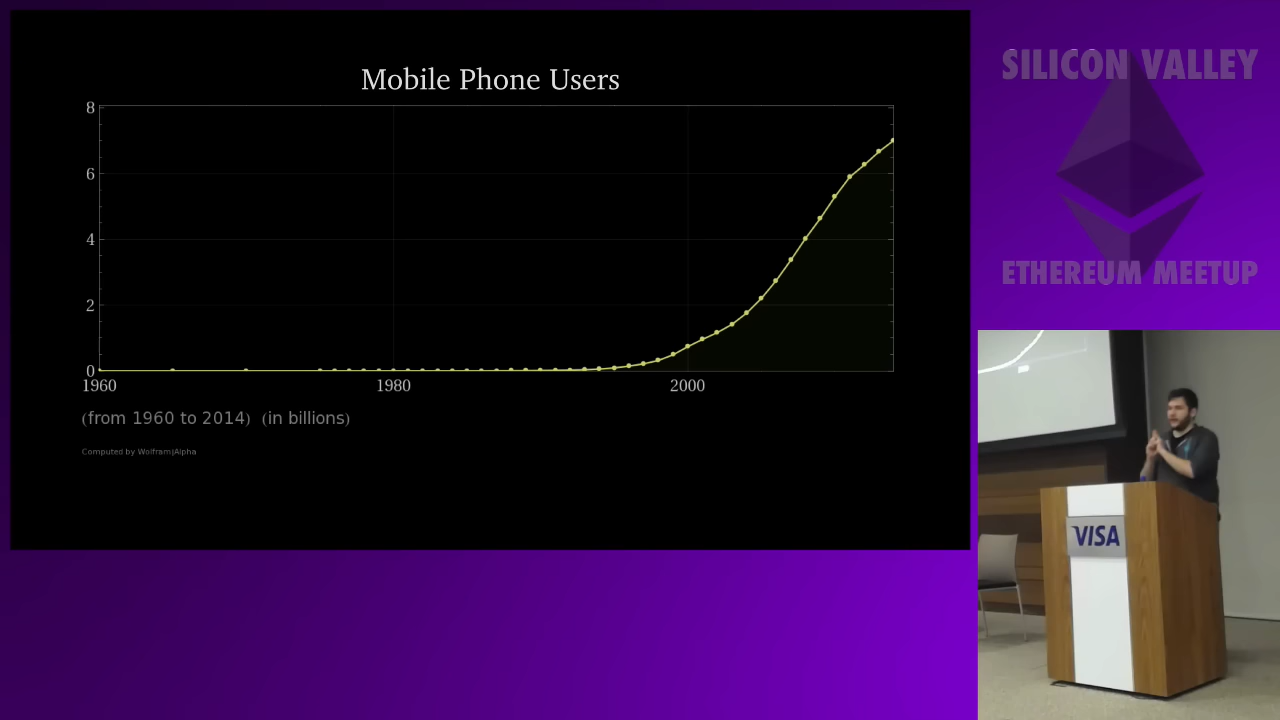 Mobile Phone Users
8
6
4
2
0
1960
1980
2000
(from 1960 to 2014) (in billions)
Computed by Wolfram|Alpha
SILICON VALLEY
ETHEREUM MEETUP
VISA